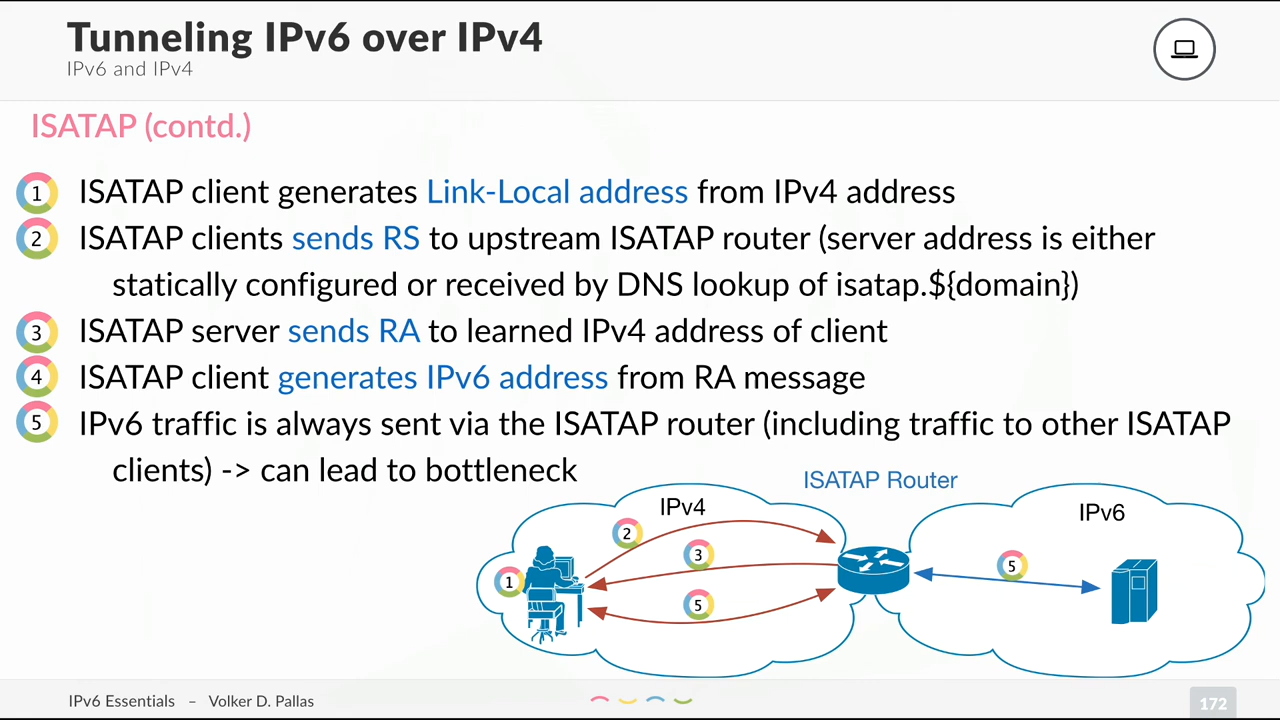 Tunneling IPv6 over IPv4
IPv6 and IPv4
ISATAP (contd.)
1 ISATAP client generates Link-Local address from IPv4 address
2 ISATAP clients sends RS to upstream ISATAP router (server address is either
statically configured or received by DNS lookup of isatap.${domain})
3 ISATAP server sends RA to learned IPv4 address of client
4 ISATAP client generates IPv6 address from RA message
5 IPv6 traffic is always sent via the ISATAP router (including traffic to other ISATAP
clients) -> can lead to bottleneck
ISATAP Router
IPv4
IPv6
2
3
5
1
5
IPv6 Essentials – Volker D. Pallas
172